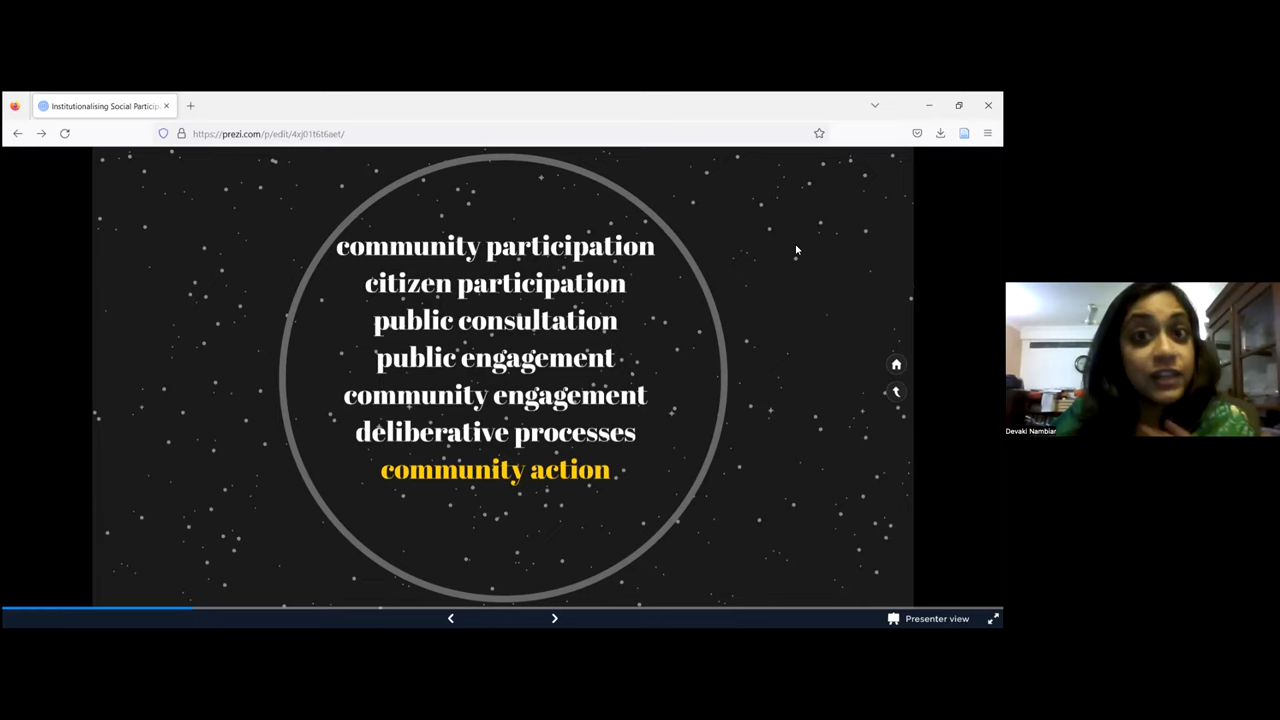 Institutionalising Social Particip
https://prezi.com/p/edit/4xj01t6t6aet/
community participation
citizen participation
public consultation
public engagement
community engagement
deliberative processes
community action
Presenter view
Devaki Nambiar